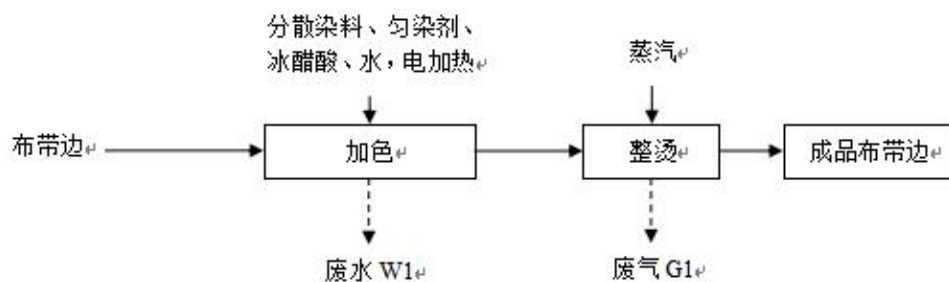 分散染料、匀染剂、
冰醋酸、水，电加热
蒸汽
布带边
加色
整烫
成品布带边
废水 W1
废气 G1